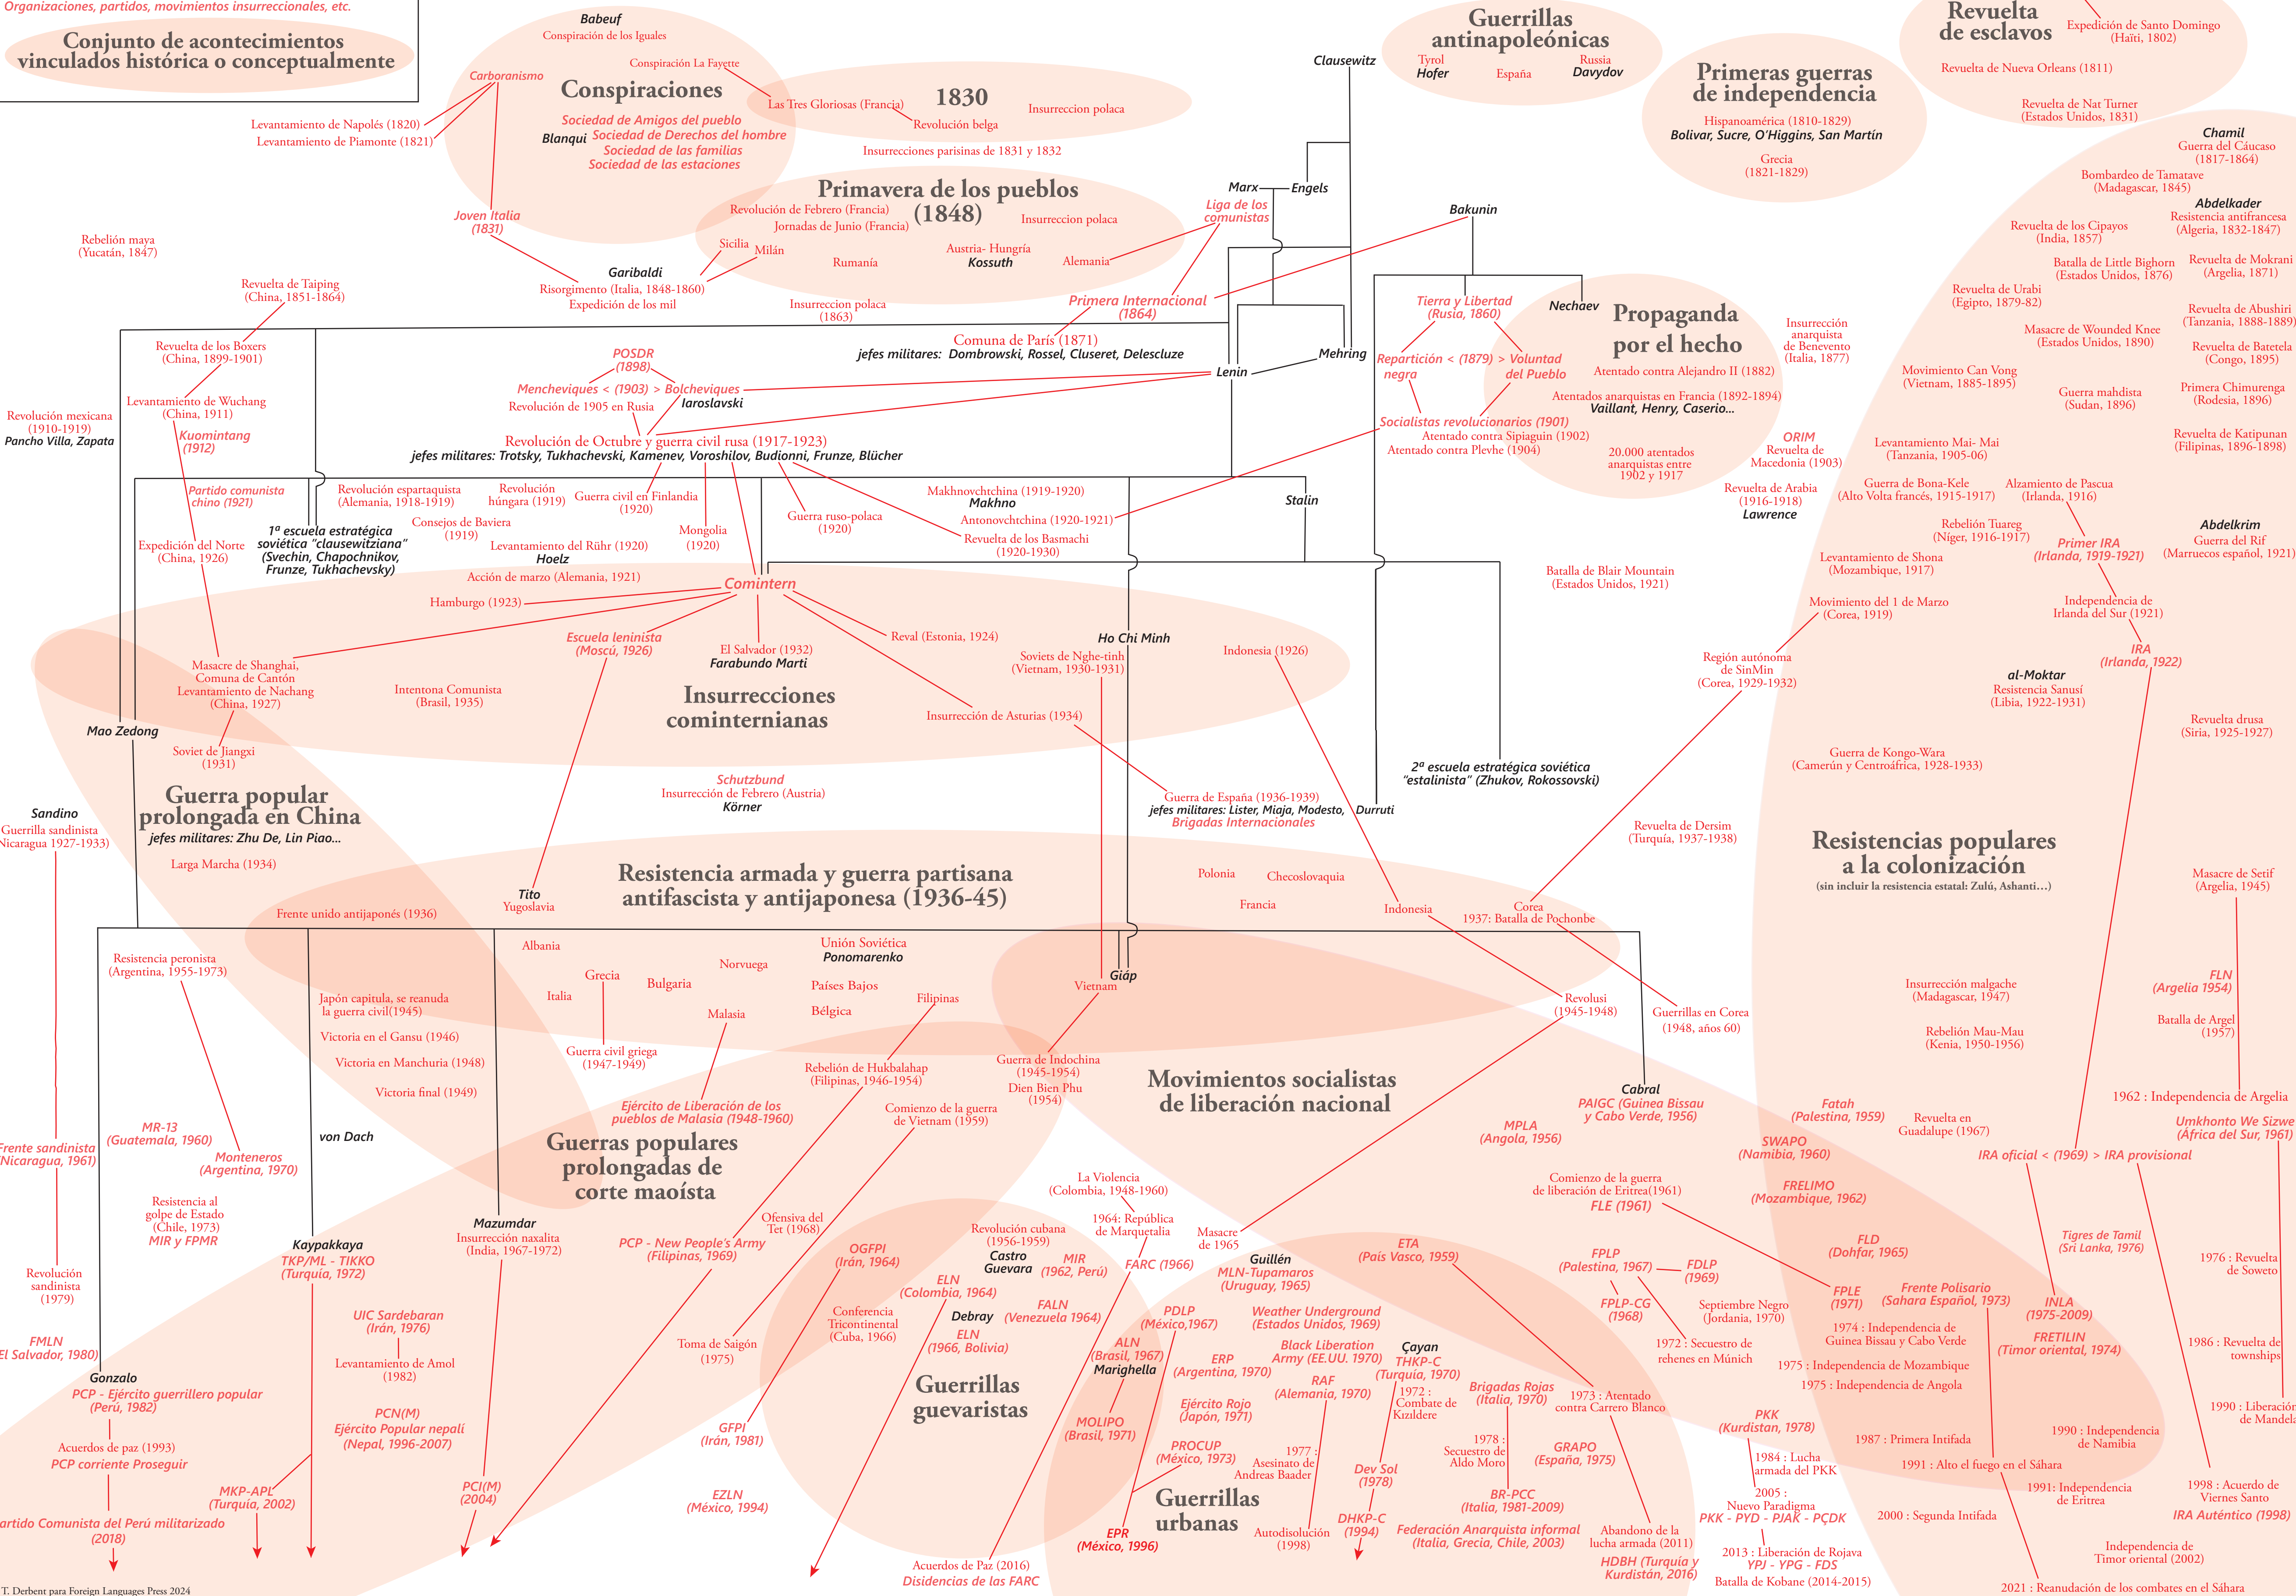 Organizaciones, partidos, movimientos insurreccionales, etc.
Conjunto de acontecimientos
vinculados histórica o conceptualmente
Babeuf
Conspiración de los Iguales
Conspiración La Fayette
Carboranismo
Conspiraciones
Levantamiento de Napolés (1820)
Levantamiento de Piamonte (1821)
Sociedad de Amigos del pueblo
Blanqui
Sociedad de Derechos del hombre
Sociedad de las familias
Sociedad de las estaciones
1830
Las Tres Gloriosas (Francia)
Revolución belga
Insurreccion polaca
Insurrecciones parisinas de 1831 y 1832
Guerrillas
antinapoleónicas
Tyrol
Hofer
España
Russia
Davydov
Primeras guerras
de independencia
Hispanoamérica (1810-1829)
Bolivar, Sucre, O'Higgins, San Martín
Grecia
(1821-1829)
Revuelta
de esclavos
Expedición de Santo Domingo
(Haïti, 1802)
Revuelta de Nueva Orleans (1811)
Revuelta de Nat Turner
(Estados Unidos, 1831)
Clausewitz
Marx
Engels
Liga de los
comunistas
Bakunin
Primavera de los pueblos
(1848)
Revolución de Febrero (Francia)
Jornadas de Junio (Francia)
Insurreccion polaca
Sicilia
Milán
Rumanía
Austria- Hungría
Kossuth
Alemania
Joven Italia
(1831)
Garibaldi
Risorgimento (Italia, 1848-1860)
Expedición de los mil
Insurreccion polaca
(1863)
Primera Internacional
(1864)
Comuna de París (1871)
jefes militares: Dombrowski, Rossel, Cluseret, Delescluze
Rebelión maya
(Yucatán, 1847)
Revuelta de Taiping
(China, 1851-1864)
Revuelta de los Boxers
(China, 1899-1901)
Levantamiento de Wuchang
(China, 1911)
Kuomintang
(1912)
Revolución mexicana
(1910-1919)
Pancho Villa, Zapata
Partido comunista
chino (1921)
Expedición del Norte
(China, 1926)
POSDR
(1898)
Mencheviques < (1903) > Bolcheviques
Revolución de 1905 en Rusia
Iaroslavski
Lenin
Mehring
Revolución de Octubre y guerra civil rusa (1917-1923)
jefes militares: Trotsky, Tukhachevski, Kamenev, Voroshilov, Budionni, Frunze, Blücher
Tierra y Libertad
(Rusia, 1860)
Nechaev
Repartición < (1879) > Voluntad
negra
del Pueblo
Socialistas revolucionarios (1901)
Atentado contra Sipiaguin (1902)
Atentado contra Plevhe (1904)
Propaganda
por el hecho
Atentado contra Alejandro II (1882)
Atentados anarquistas en Francia (1892-1894)
Vaillant, Henry, Caserio...
20.000 atentados
anarquistas entre
1902 y 1917
Insurrección
anarquista
de Benevento
(Italia, 1877)
ORIM
Revuelta de
Macedonia (1903)
Revuelta de Arabia
(1916-1918)
Lawrence
Batalla de Blair Mountain
(Estados Unidos, 1921)
Chamil
Guerra del Cáucaso
(1817-1864)
Bombardeo de Tamatave
(Madagascar, 1845)
Abdelkader
Resistencia antifrancesa
(Algeria, 1832-1847)
Revuelta de los Cipayos
(India, 1857)
Batalla de Little Bighorn
(Estados Unidos, 1876)
Revuelta de Mokrani
(Argelia, 1871)
Revuelta de Urabi
(Egipto, 1879-82)
Revuelta de Abushiri
(Tanzania, 1888-1889)
Masacre de Wounded Knee
(Estados Unidos, 1890)
Revuelta de Batetela
(Congo, 1895)
Movimiento Can Vong
(Vietnam, 1885-1895)
Guerra mahdista
(Sudan, 1896)
Primera Chimurenga
(Rodesia, 1896)
Levantamiento Mai- Mai
(Tanzania, 1905-06)
Revuelta de Katipunan
(Filipinas, 1896-1898)
Guerra de Bona-Kele
(Alto Volta francés, 1915-1917)
Alzamiento de Pascua
(Irlanda, 1916)
Rebelión Tuareg
(Níger, 1916-1917)
Primer IRA
(Irlanda, 1919-1921)
Abdelkrim
Guerra del Rif
(Marruecos español, 1921)
Levantamiento de Shona
(Mozambique, 1917)
Movimiento del 1 de Marzo
(Corea, 1919)
Independencia de
Irlanda del Sur (1921)
IRA
(Irlanda, 1922)
Región autónoma
de SinMin
(Corea, 1929-1932)
al-Moktar
Resistencia Sanusí
(Libia, 1922-1931)
Revuelta drusa
(Siria, 1925-1927)
Guerra de Kongo-Wara
(Camerún y Centroáfrica, 1928-1933)
Revuelta de Dersim
(Turquía, 1937-1938)
Resistencias populares
a la colonización
(sin incluir la resistencia estatal: Zulú, Ashanti…)
Masacre de Setif
(Argelia, 1945)
1ª escuela estratégica
soviética "clausewitziana"
(Svechin, Chapochnikov,
Frunze, Tukhachevsky)
Revolución espartaquista
(Alemania, 1918-1919)
Revolución
húngara (1919)
Guerra civil en Finlandia
(1920)
Consejos de Baviera
(1919)
Levantamiento del Rühr (1920)
Hoelz
Mongolia
(1920)
Guerra ruso-polaca
(1920)
Makhnovchtchina (1919-1920)
Makhno
Antonovchtchina (1920-1921)
Revuelta de los Basmachi
(1920-1930)
Stalin
Acción de marzo (Alemania, 1921)
Comintern
Hamburgo (1923)
Escuela leninista
(Moscú, 1926)
El Salvador (1932)
Farabundo Marti
Reval (Estonia, 1924)
Ho Chi Minh
Soviets de Nghe-tinh
(Vietnam, 1930-1931)
Indonesia (1926)
Masacre de Shanghai,
Comuna de Cantón
Levantamiento de Nachang
(China, 1927)
Intentona Comunista
(Brasil, 1935)
Insurrecciones
cominternianas
Insurrección de Asturias (1934)
Mao Zedong
Soviet de Jiangxi
(1931)
2ª escuela estratégica soviética
"estalinista" (Zhukov, Rokossovski)
Schutzbund
Insurrección de Febrero (Austria)
Körner
Guerra de España (1936-1939)
jefes militares: Lister, Miaja, Modesto,
Durruti
Brigadas Internacionales
Guerra popular
prolongada en China
jefes militares: Zhu De, Lin Piao...
Larga Marcha (1934)
Sandino
Guerrilla sandinista
Nicaragua 1927-1933)
Resistencia armada y guerra partisana
antifascista y antijaponesa (1936-45)
Tito
Yugoslavia
Frente unido antijaponés (1936)
Polonia
Checoslovaquia
Francia
Indonesia
Corea
1937: Batalla de Pochonbe
Albania
Unión Soviética
Ponomarenko
Norvuega
Grecia
Bulgaria
Italia
Países Bajos
Bélgica
Filipinas
Malasia
Giáp
Vietnam
Revolusi
(1945-1948)
Guerrillas en Corea
(1948, años 60)
Resistencia peronista
(Argentina, 1955-1973)
Japón capitula, se reanuda
la guerra civil(1945)
Victoria en el Gansu (1946)
Victoria en Manchuria (1948)
Victoria final (1949)
Guerra civil griega
(1947-1949)
Rebelión de Hukbalahap
(Filipinas, 1946-1954)
Guerra de Indochina
(1945-1954)
Dien Bien Phu
(1954)
Ejército de Liberación de los
pueblos de Malasia (1948-1960)
Comienzo de la guerra
de Vietnam (1959)
Movimientos socialistas
de liberación nacional
Cabral
PAIGC (Guinea Bissau
y Cabo Verde, 1956)
MPLA
(Angola, 1956)
Insurrección malgache
(Madagascar, 1947)
Rebelión Mau-Mau
(Kenia, 1950-1956)
FLN
(Argelia 1954)
Batalla de Argel
(1957)
1962 : Independencia de Argelia
Fatah
(Palestina, 1959)
Revuelta en
Guadalupe (1967)
Umkhonto We Sizwe
(África del Sur, 1961)
SWAPO
(Namibia, 1960)
IRA oficial < (1969) > IRA provisional
FRELIMO
(Mozambique, 1962)
Comienzo de la guerra
de liberación de Eritrea(1961)
FLE (1961)
MR-13
(Guatemala, 1960)
von Dach
Frente sandinista
(Nicaragua, 1961)
Monteneros
(Argentina, 1970)
Guerras populares
prolongadas de
corte maoísta
Resistencia al
golpe de Estado
(Chile, 1973)
MIR y FPMR
Kaypakkaya
TKP/ML - TIKKO
(Turquia, 1972)
Mazumdar
Insurrección naxalita
(India, 1967-1972)
PCP - New People's Army
(Filipinas, 1969)
Ofensiva del
Tet (1968)
OGFPI
(Irán, 1964)
Revolución cubana
(1956-1959)
Castro
Guevara
MIR
(1962, Perú)
La Violencia
(Colombia, 1948-1960)
1964: República
de Marquetalia
FARC (1966)
Masacre
de 1965
Guillén
MLN-Tupamaros
(Uruguay, 1965)
ETA
(País Vasco, 1959)
FPLP
(Palestina, 1967)
FDLP
(1969)
FPLP-CG
(1968)
Septiembre Negro
(Jordania, 1970)
1972 : Secuestro de
rehenes en Múnich
FLD
(Dohfar, 1965)
FPLE
(1971)
Frente Polisario
(Sahara Español, 1973)
Tigres de Tamil
(Sri Lanka, 1976)
1976 : Revuelta
de Soweto
INLA
(1975-2009)
FRETILIN
(Timor oriental, 1974)
1974 : Independencia de
Guinea Bissau y Cabo Verde
1975 : Independencia de Mozambique
1975 : Independencia de Angola
1986 : Revuelta de
townships
1990 : Liberación
de Mandela
Revolución
sandinista
(1979)
FMLN
El Salvador, 1980)
UIC Sardebaran
(Irán, 1976)
Levantamiento de Amol
(1982)
Gonzalo
PCP - Ejército guerrillero popular
(Perú, 1982)
PCN(M)
Ejército Popular nepalí
(Nepal, 1996-2007)
Acuerdos de paz (1993)
PCP corriente Proseguir
MKP-APL
(Turquía, 2002)
PCI(M)
(2004)
artido Comunista del Perú militarizado
(2018)
Toma de Saigón
(1975)
Conferencia
Tricontinental
(Cuba, 1966)
ELN
(Colombia, 1964)
Debray
ELN
(1966, Bolivia)
FALN
(Venezuela 1964)
Guerrillas
guevaristas
GFPI
(Irán, 1981)
EZLN
(México, 1994)
PDLP
(México,1967)
ALN
(Brasil, 1967)
Marighella
MOLIPO
(Brasil, 1971)
Weather Underground
(Estados Unidos, 1969)
Black Liberation
Army (EE.UU. 1970)
ERP
(Argentina, 1970)
RAF
(Alemania, 1970)
Ejército Rojo
(Japón, 1971)
Çayan
THKP-C
(Turquía, 1970)
1972 :
Combate de
Kızıldere
Brigadas Rojas
(Italia, 1970)
1973 : Atentado
contra Carrero Blanco
PROCUP
(México, 1973)
1977 :
Asesinato de
Andreas Baader
1978 :
Secuestro de
Aldo Moro
GRAPO
(España, 1975)
Dev Sol
(1978)
BR-PCC
(Italia, 1981-2009)
Guerrillas
urbanas
EPR
(México, 1996)
Autodisolución
(1998)
DHKP-C
(1994)
Federación Anarquista informal
(Italia, Grecia, Chile, 2003)
Abandono de la
lucha armada (2011)
HDBH (Turquia y
Kurdistán, 2016)
Acuerdos de Paz (2016)
Disidencias de las FARC
PKK
(Kurdistan, 1978)
1984 : Lucha
armada del PKK
2005 :
Nuevo Paradigma
PKK - PYD - PJAK - PÇDK
2013 : Liberación de Rojava
YPJ - YPG - FDS
Batalla de Kobane (2014-2015)
1987 : Primera Intifada
1990 : Independencia
de Namibia
1991 : Alto el fuego en el Sáhara
1991: Independencia
de Eritrea
2000 : Segunda Intifada
1998 : Acuerdo de
Viernes Santo
IRA Auténtico (1998)
Independencia de
Timor oriental (2002)
2021 : Reanudación de los combates en el Sáhara
T. Derbent para Foreign Languages Press 2024